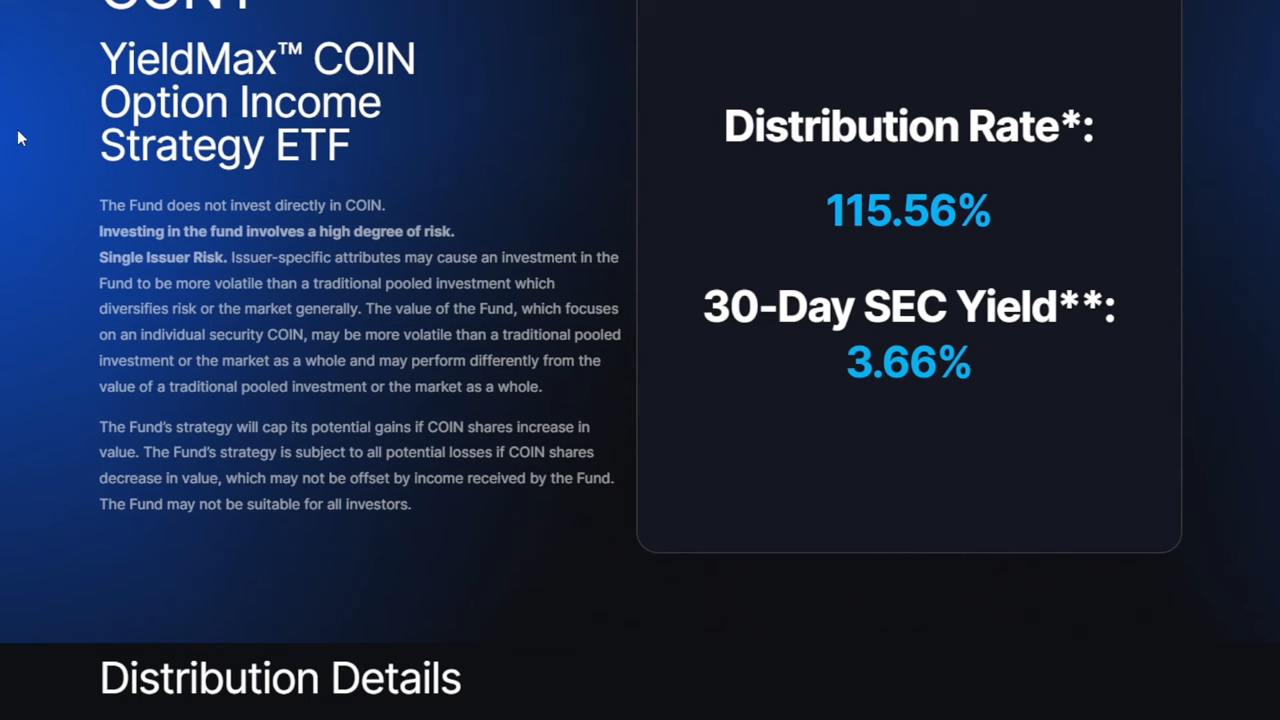 CONY
YieldMax™ COIN
Option Income
Strategy ETF
The Fund does not invest directly in COIN.
Investing in the fund involves a high degree of risk.
Single Issuer Risk. Issuer-specific attributes may cause an investment in the
Fund to be more volatile than a traditional pooled investment which
diversifies risk or the market generally. The value of the Fund, which focuses
on an individual security COIN, may be more volatile than a traditional pooled
investment or the market as a whole and may perform differently from the
value of a traditional pooled investment or the market as a whole.
The Fund’s strategy will cap its potential gains if COIN shares increase in
value. The Fund’s strategy is subject to all potential losses if COIN shares
decrease in value, which may not be offset by income received by the Fund.
The Fund may not be suitable for all investors.
Distribution Rate*:
115.56%
30-Day SEC Yield**:
3.66%
Distribution Details